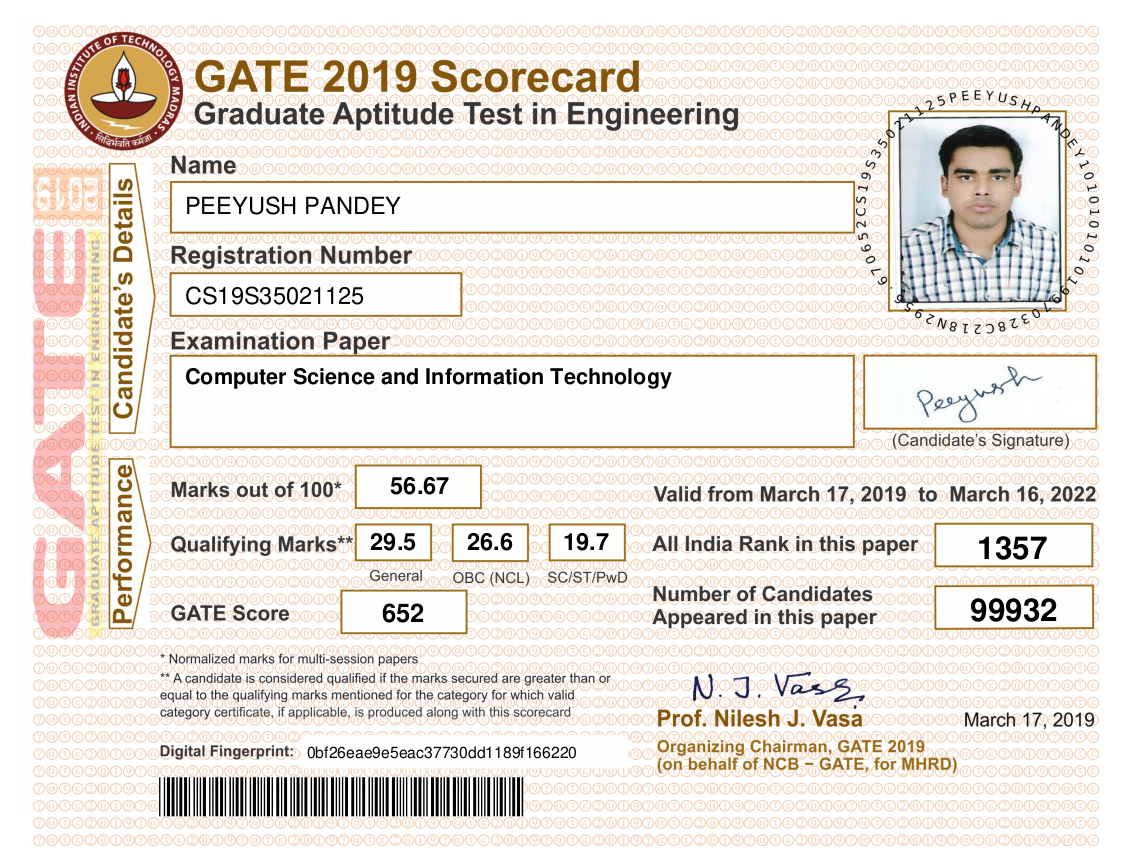 INDIAN INSTITUTE OF TECHNOLOGY MADRAS
सिद्धिर्भवति कर्मजा
GATE 2019 Scorecard
Graduate Aptitude Test in Engineering
GATE
GRADUATE APTITUDE TEST IN ENGINEERING
Candidate's Details
Name
PEEYUSH PANDEY
Registration Number
CS19S35021125
Examination Paper
Computer Science and Information Technology
Peeyush
(Candidate's Signature)
Performance
Marks out of 100* 56.67
Valid from March 17, 2019 to March 16, 2022
Qualifying Marks** 29.5 26.6 19.7
General OBC (NCL) SC/ST/PwD
All India Rank in this paper 1357
GATE Score 652
Number of Candidates
Appeared in this paper 99932
* Normalized marks for multi-session papers
** A candidate is considered qualified if the marks secured are greater than or
equal to the qualifying marks mentioned for the category for which valid
category certificate, if applicable, is produced along with this scorecard
N. J. Vasa
Prof. Nilesh J. Vasa
March 17, 2019
Organizing Chairman, GATE 2019
(on behalf of NCB − GATE, for MHRD)
Digital Fingerprint: 0bf26eae9e5eac37730dd1189f166220